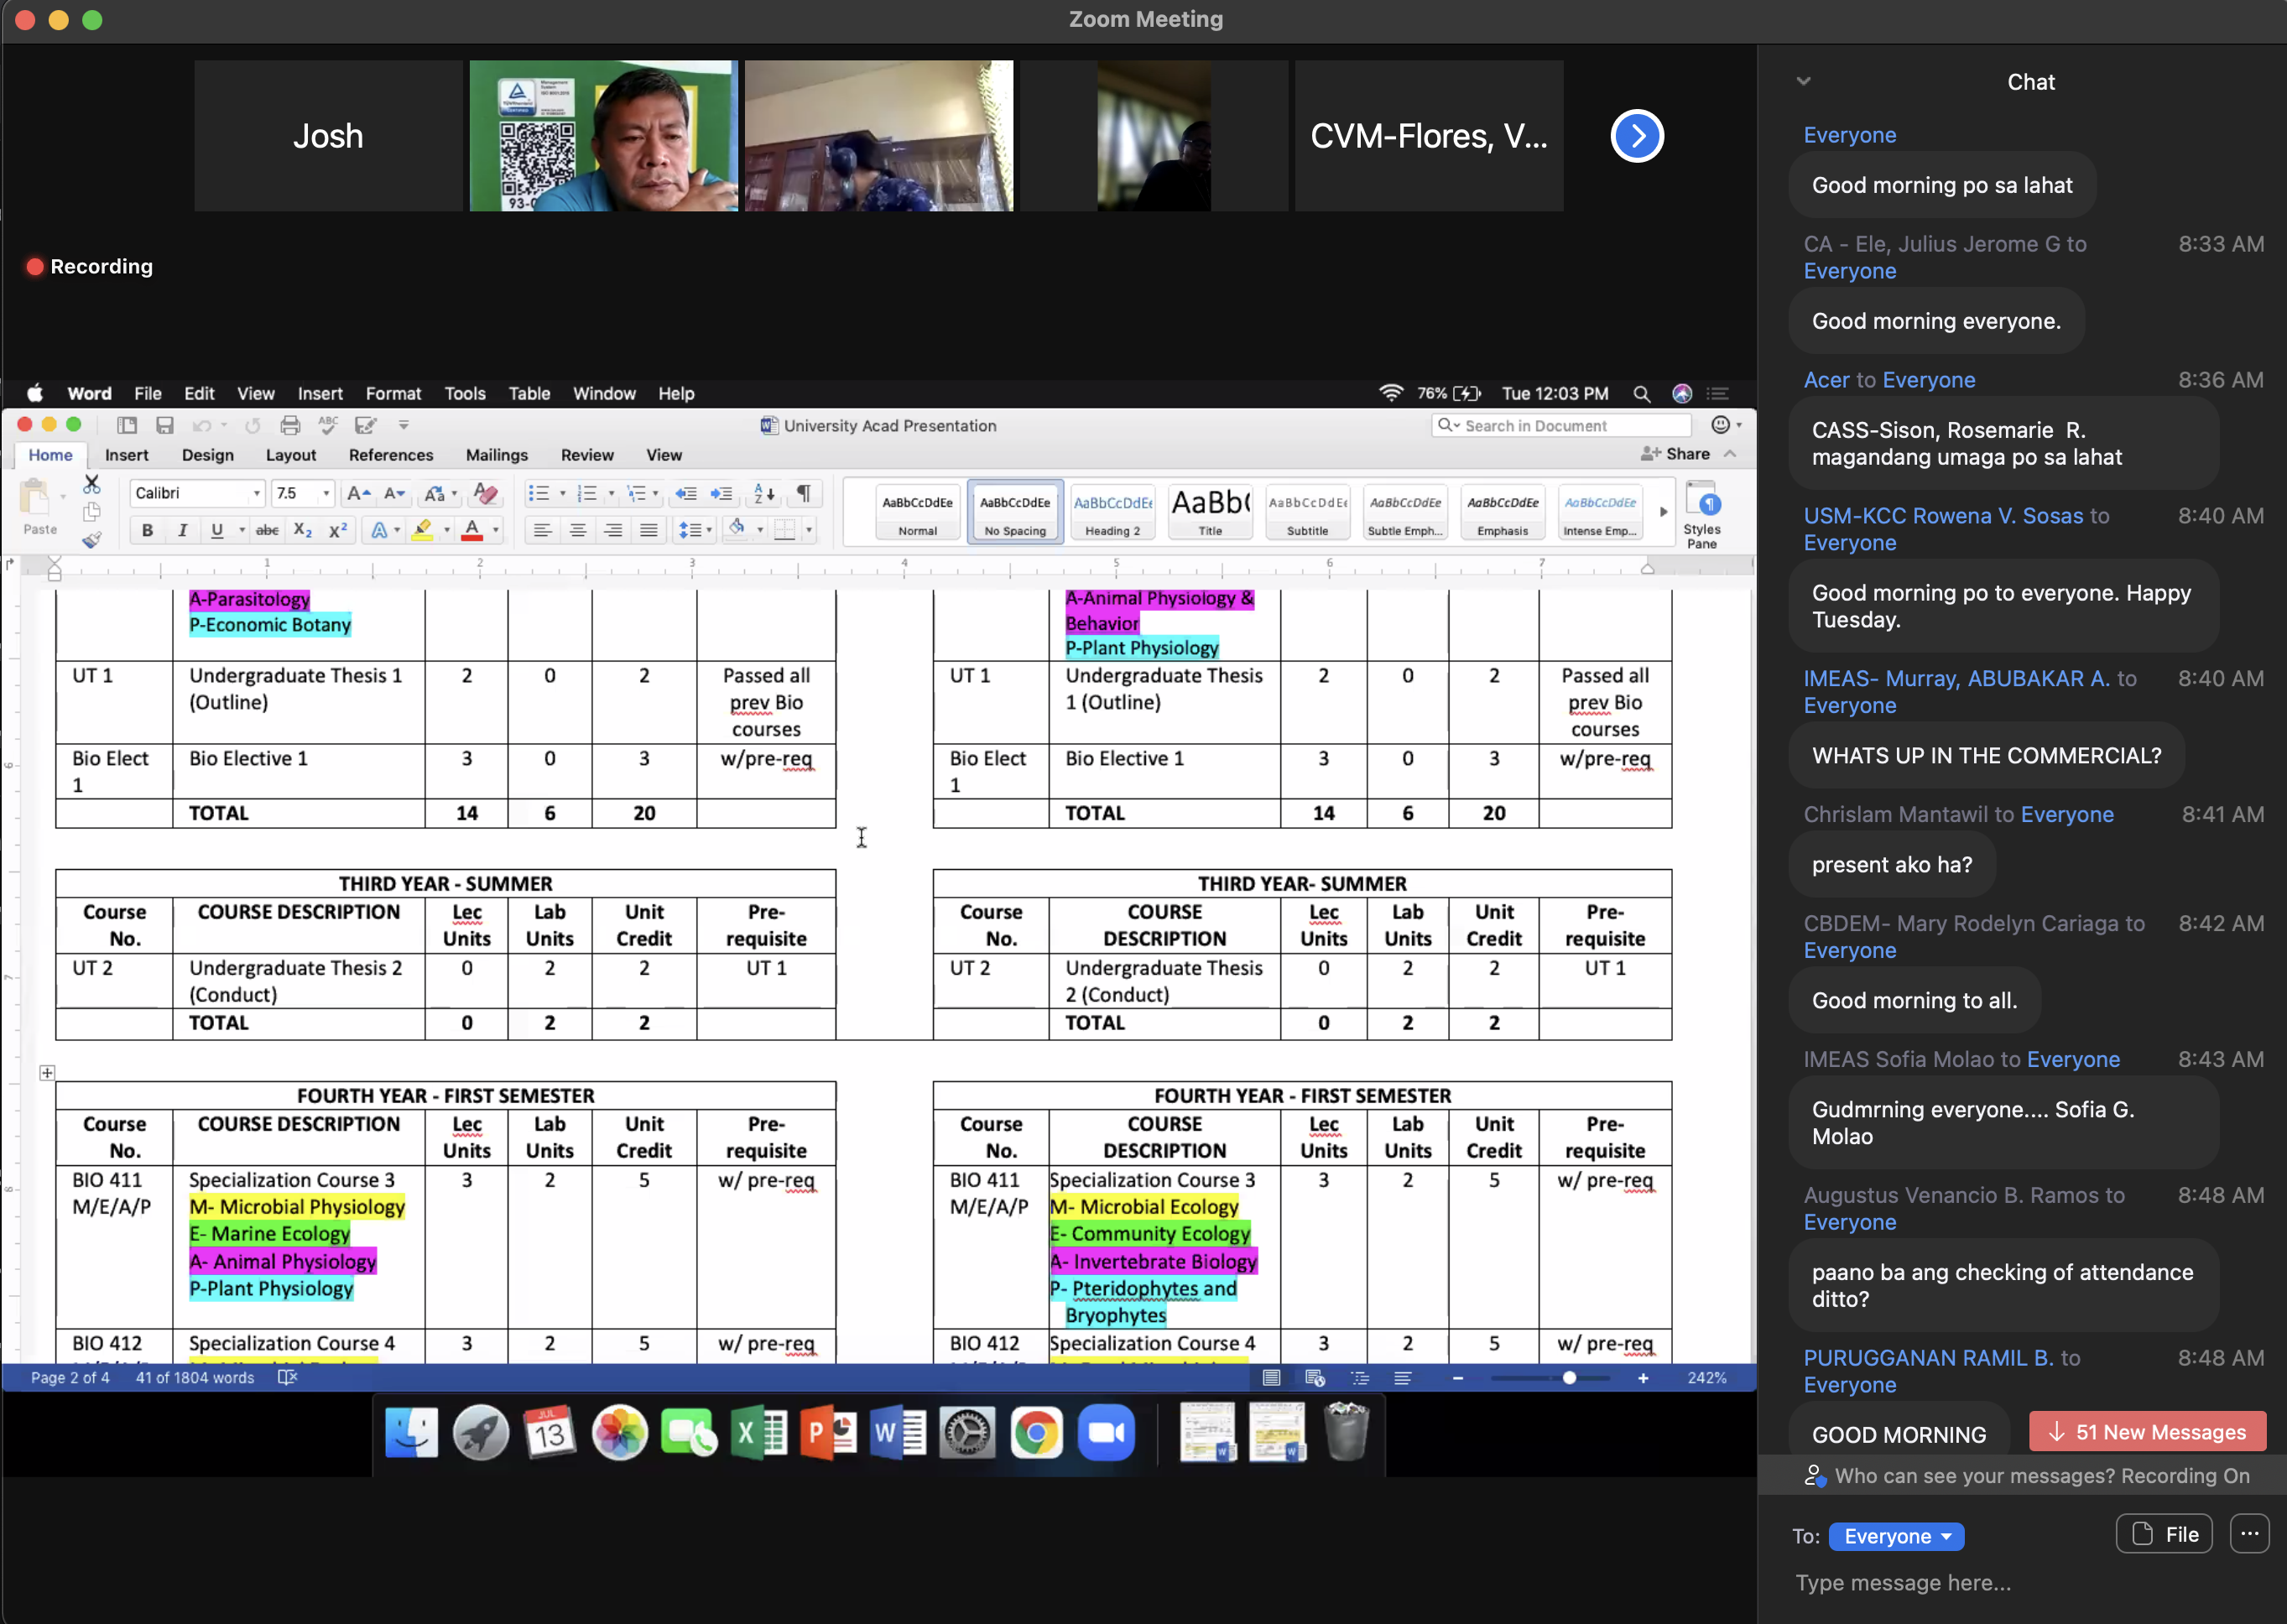 Zoom Meeting
Josh
Management
System
ISO 9001:2015
93-0
CVM-Flores, V...
Recording
Word File Edit View Insert Format Tools Table Window Help
76% Tue 12:03 PM
University Acad Presentation
Search in Document
Home Insert Design Layout References Mailings Review View
Share
Paste
Calibri 7.5
AaBbCcDdEe AaBbCcDdEe AaBbCcDdEe AaBb( AaBbCcDdEe AaBbCcDdEe AaBbCcDdEe AaBbCcDdEe
Normal No Spacing Heading 2 Title Subtitle Subtle Emph... Emphasis Intense Emp...
Styles
Pane
1 2 3 4 5 6 7
A-Parasitology
P-Economic Botany
UT 1 Undergraduate Thesis 1 (Outline) 2 0 2 Passed all prev Bio courses
Bio Elect 1 Bio Elective 1 3 0 3 w/pre-req
TOTAL 14 6 20
A-Animal Physiology &
Behavior
P-Plant Physiology
UT 1 Undergraduate Thesis 1 (Outline) 2 0 2 Passed all prev Bio courses
Bio Elect 1 Bio Elective 1 3 0 3 w/pre-req
TOTAL 14 6 20
THIRD YEAR - SUMMER
Course No. COURSE DESCRIPTION Lec Units Lab Units Unit Credit Pre-requisite
UT 2 Undergraduate Thesis 2 (Conduct) 0 2 2 UT 1
TOTAL 0 2 2
THIRD YEAR- SUMMER
Course No. COURSE DESCRIPTION Lec Units Lab Units Unit Credit Pre-requisite
UT 2 Undergraduate Thesis 2 (Conduct) 0 2 2 UT 1
TOTAL 0 2 2
FOURTH YEAR - FIRST SEMESTER
Course No. COURSE DESCRIPTION Lec Units Lab Units Unit Credit Pre-requisite
BIO 411 M/E/A/P Specialization Course 3 3 2 5 w/ pre-req
M- Microbial Physiology
E- Marine Ecology
A- Animal Physiology
P-Plant Physiology
BIO 412 Specialization Course 4 3 2 5 w/ pre-req
FOURTH YEAR - FIRST SEMESTER
Course No. COURSE DESCRIPTION Lec Units Lab Units Unit Credit Pre-requisite
BIO 411 M/E/A/P Specialization Course 3 3 2 5 w/ pre-req
M- Microbial Ecology
E- Community Ecology
A- Invertebrate Biology
P- Pteridophytes and
Bryophytes
BIO 412 Specialization Course 4 3 2 5 w/ pre-req
Page 2 of 4 41 of 1804 words
242%
JUL
13
Chat
Everyone
Good morning po sa lahat
CA - Ele, Julius Jerome G to 8:33 AM
Everyone
Good morning everyone.
Acer to Everyone 8:36 AM
CASS-Sison, Rosemarie R.
magandang umaga po sa lahat
USM-KCC Rowena V. Sosas to 8:40 AM
Everyone
Good morning po to everyone. Happy
Tuesday.
IMEAS- Murray, ABUBAKAR A. to 8:40 AM
Everyone
WHATS UP IN THE COMMERCIAL?
Chrislam Mantawil to Everyone 8:41 AM
present ako ha?
CBDEM- Mary Rodelyn Cariaga to 8:42 AM
Everyone
Good morning to all.
IMEAS Sofia Molao to Everyone 8:43 AM
Gudmrning everyone.... Sofia G.
Molao
Augustus Venancio B. Ramos to 8:48 AM
Everyone
paano ba ang checking of attendance
ditto?
PURUGGANAN RAMIL B. to 8:48 AM
Everyone
GOOD MORNING
51 New Messages
Who can see your messages? Recording On
To: Everyone
File
Type message here...